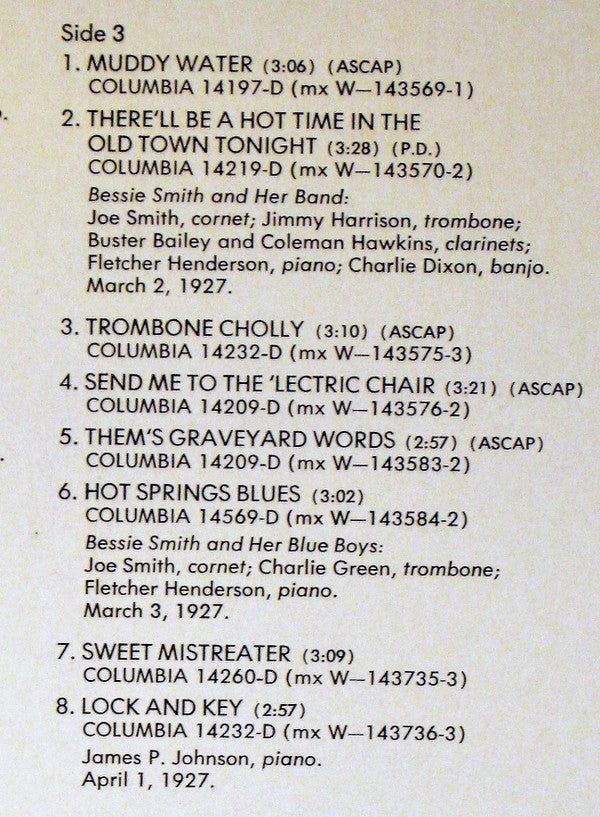 Side 3
1. MUDDY WATER (3:06) (ASCAP)
COLUMBIA 14197-D (mx W—143569-1)
2. THERE'LL BE A HOT TIME IN THE
OLD TOWN TONIGHT (3:28) (P.D.)
COLUMBIA 14219-D (mx W—143570-2)
Bessie Smith and Her Band:
Joe Smith, cornet; Jimmy Harrison, trombone;
Buster Bailey and Coleman Hawkins, clarinets;
Fletcher Henderson, piano; Charlie Dixon, banjo.
March 2, 1927.
3. TROMBONE CHOLLY (3:10) (ASCAP)
COLUMBIA 14232-D (mx W—143575-3)
4. SEND ME TO THE 'LECTRIC CHAIR (3:21) (ASCAP)
COLUMBIA 14209-D (mx W—143576-2)
5. THEM'S GRAVEYARD WORDS (2:57) (ASCAP)
COLUMBIA 14209-D (mx W—143583-2)
6. HOT SPRINGS BLUES (3:02)
COLUMBIA 14569-D (mx W—143584-2)
Bessie Smith and Her Blue Boys:
Joe Smith, cornet; Charlie Green, trombone;
Fletcher Henderson, piano.
March 3, 1927.
7. SWEET MISTREATER (3:09)
COLUMBIA 14260-D (mx W—143735-3)
8. LOCK AND KEY (2:57)
COLUMBIA 14232-D (mx W—143736-3)
James P. Johnson, piano.
April 1, 1927.